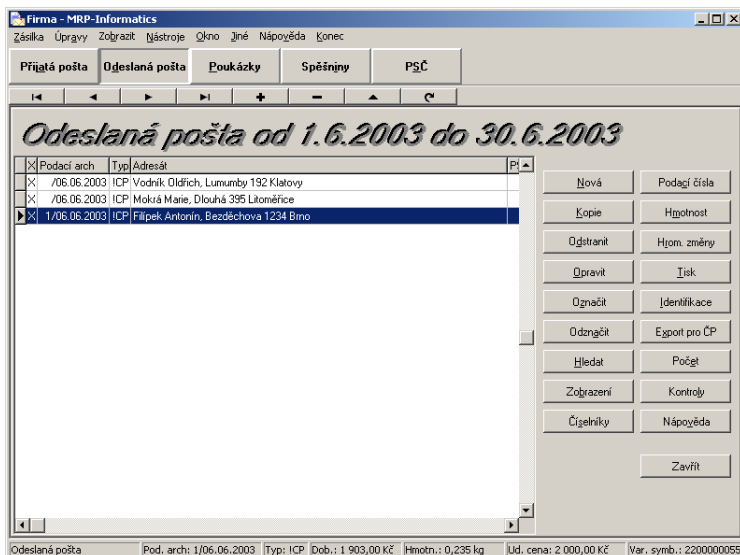 Firma - MRP-Informatics
Zásilka Úpravy Zobrazit Nástroje Okno Jiné Nápověda Konec
Přijatá pošta Odeslaná pošta Poukázky Spěšniny PSČ
Odeslaná pošta od 1.6.2003 do 30.6.2003
X Podací arch Typ Adresát
X /06.06.2003 !CP Vodník Oldřich, Lumumby 192 Klatovy
X /06.06.2003 !CP Mokrá Marie, Dlouhá 395 Litoměřice
X 1/06.06.2003 !CP Filípek Antonín, Bezděchova 1234 Brno
Nová Podací čísla
Kopie Hmotnost
Odstranit Hrom. změny
Opravit Tisk
Označit Identifikace
Odznačit Export pro ČP
Hledat Počet
Zobrazení Kontroly
Číselníky Nápověda
Zavřít
Odeslaná pošta Pod. arch: 1/06.06.2003 Typ: !CP Dob.: 1 903,00 Kč Hmotn.: 0,235 kg Ud. cena: 2 000,00 Kč Var. symb.: 2200000055